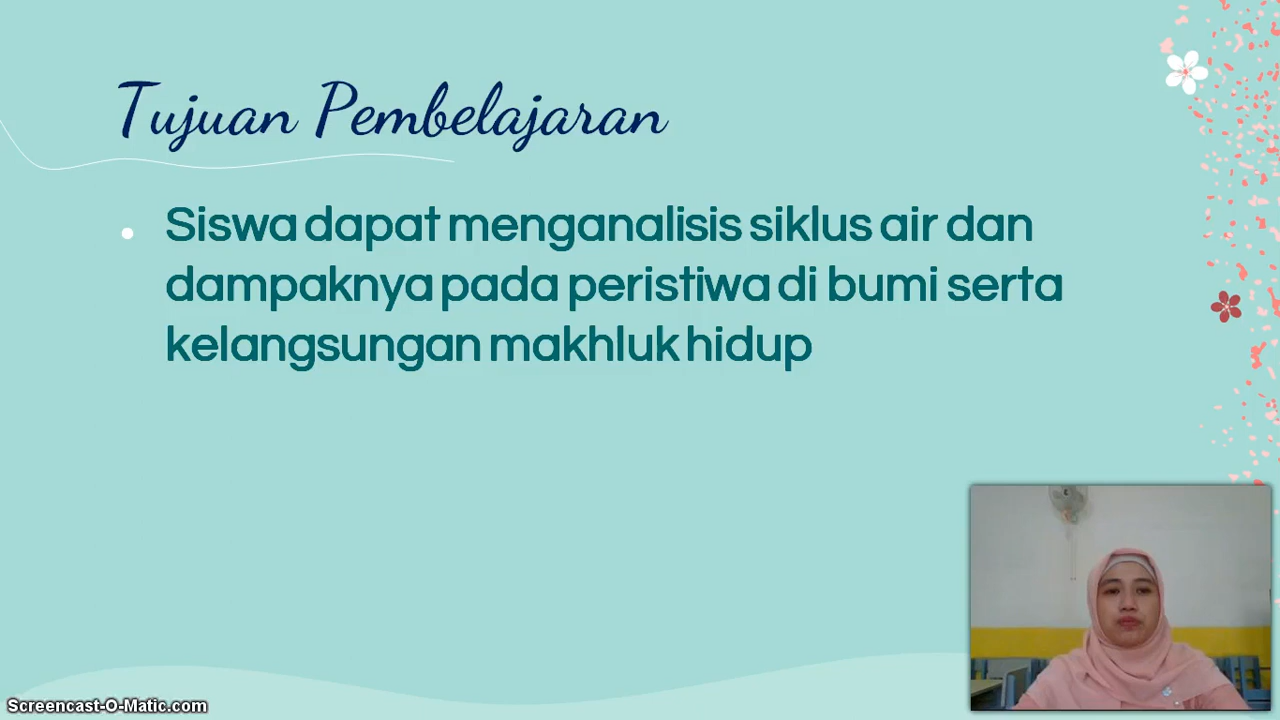 Tujuan Pembelajaran
Siswa dapat menganalisis siklus air dan
dampaknya pada peristiwa di bumi serta
kelangsungan makhluk hidup
Screencast-O-Matic.com